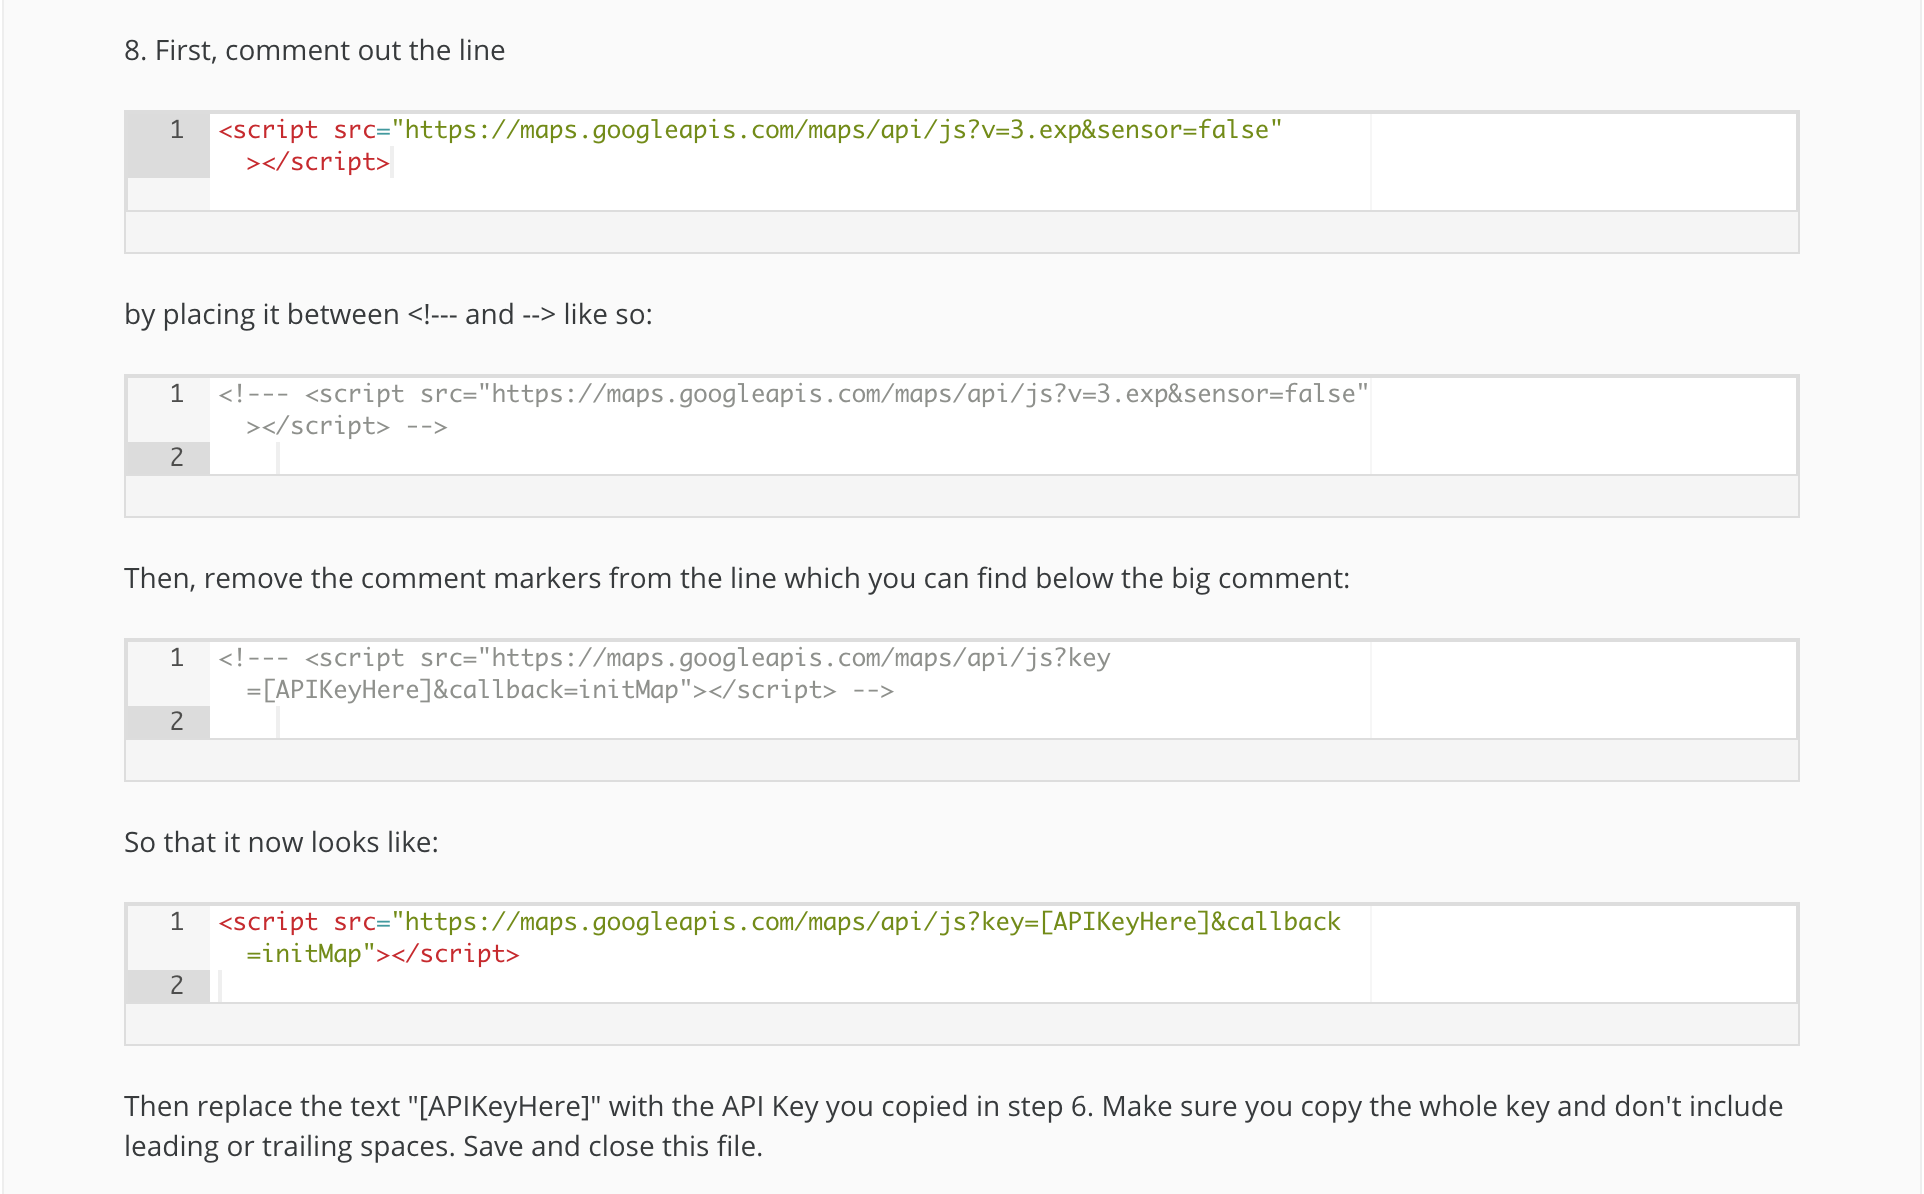 8. First, comment out the line
1 <script src="https://maps.googleapis.com/maps/api/js?v=3.exp&sensor=false"
></script>
by placing it between <!--- and --> like so:
1 <!--- <script src="https://maps.googleapis.com/maps/api/js?v=3.exp&sensor=false"
></script> -->
2
Then, remove the comment markers from the line which you can find below the big comment:
1 <!--- <script src="https://maps.googleapis.com/maps/api/js?key
=[APIKeyHere]&callback=initMap"></script> -->
2
So that it now looks like:
1 <script src="https://maps.googleapis.com/maps/api/js?key=[APIKeyHere]&callback
=initMap"></script>
2
Then replace the text "[APIKeyHere]" with the API Key you copied in step 6. Make sure you copy the whole key and don't include
leading or trailing spaces. Save and close this file.